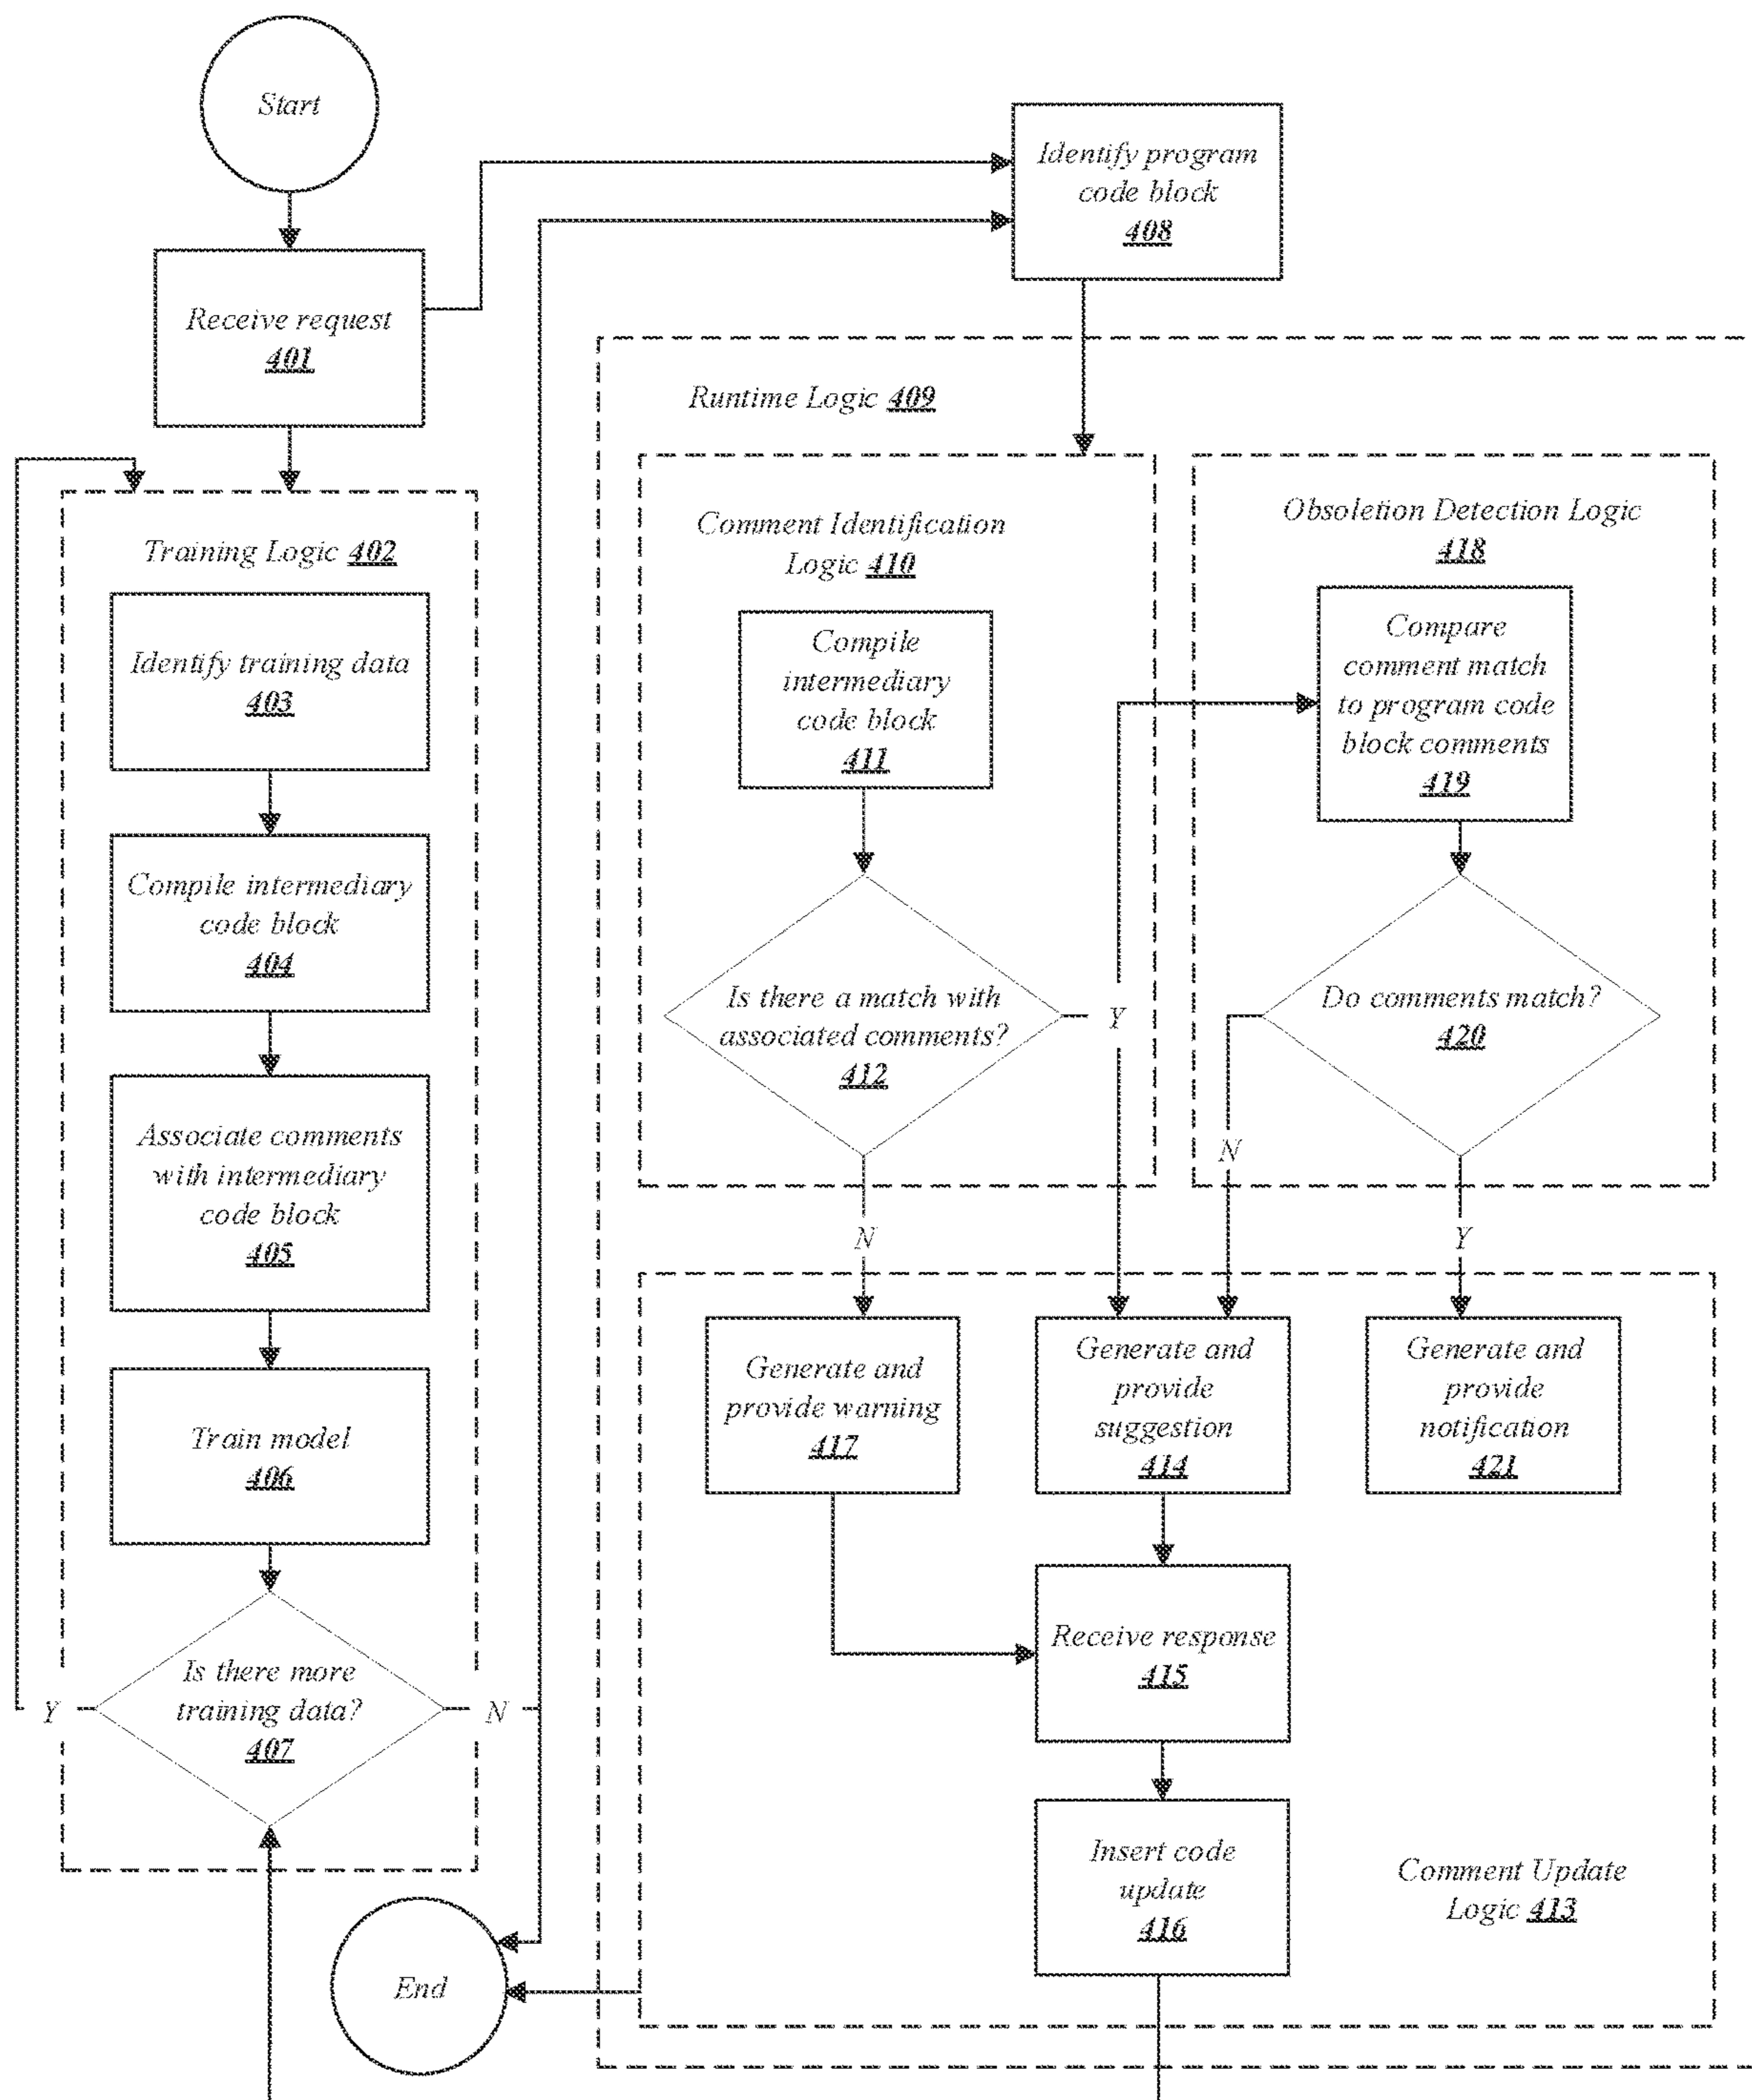 Start
Receive request
401
Training Logic 402
Identify training data
403
Compile intermediary
code block
404
Associate comments
with intermediary
code block
405
Train model
406
Is there more
training data?
407
Y
N
End
Identify program
code block
408
Runtime Logic 409
Comment Identification
Logic 410
Compile
intermediary
code block
411
Is there a match with
associated comments?
412
Y
N
Obsoletion Detection Logic
418
Compare
comment match
to program code
block comments
419
Do comments match?
420
N
Y
Generate and
provide warning
417
Generate and
provide
suggestion
414
Generate and
provide
notification
421
Receive response
415
Insert code
update
416
Comment Update
Logic 413